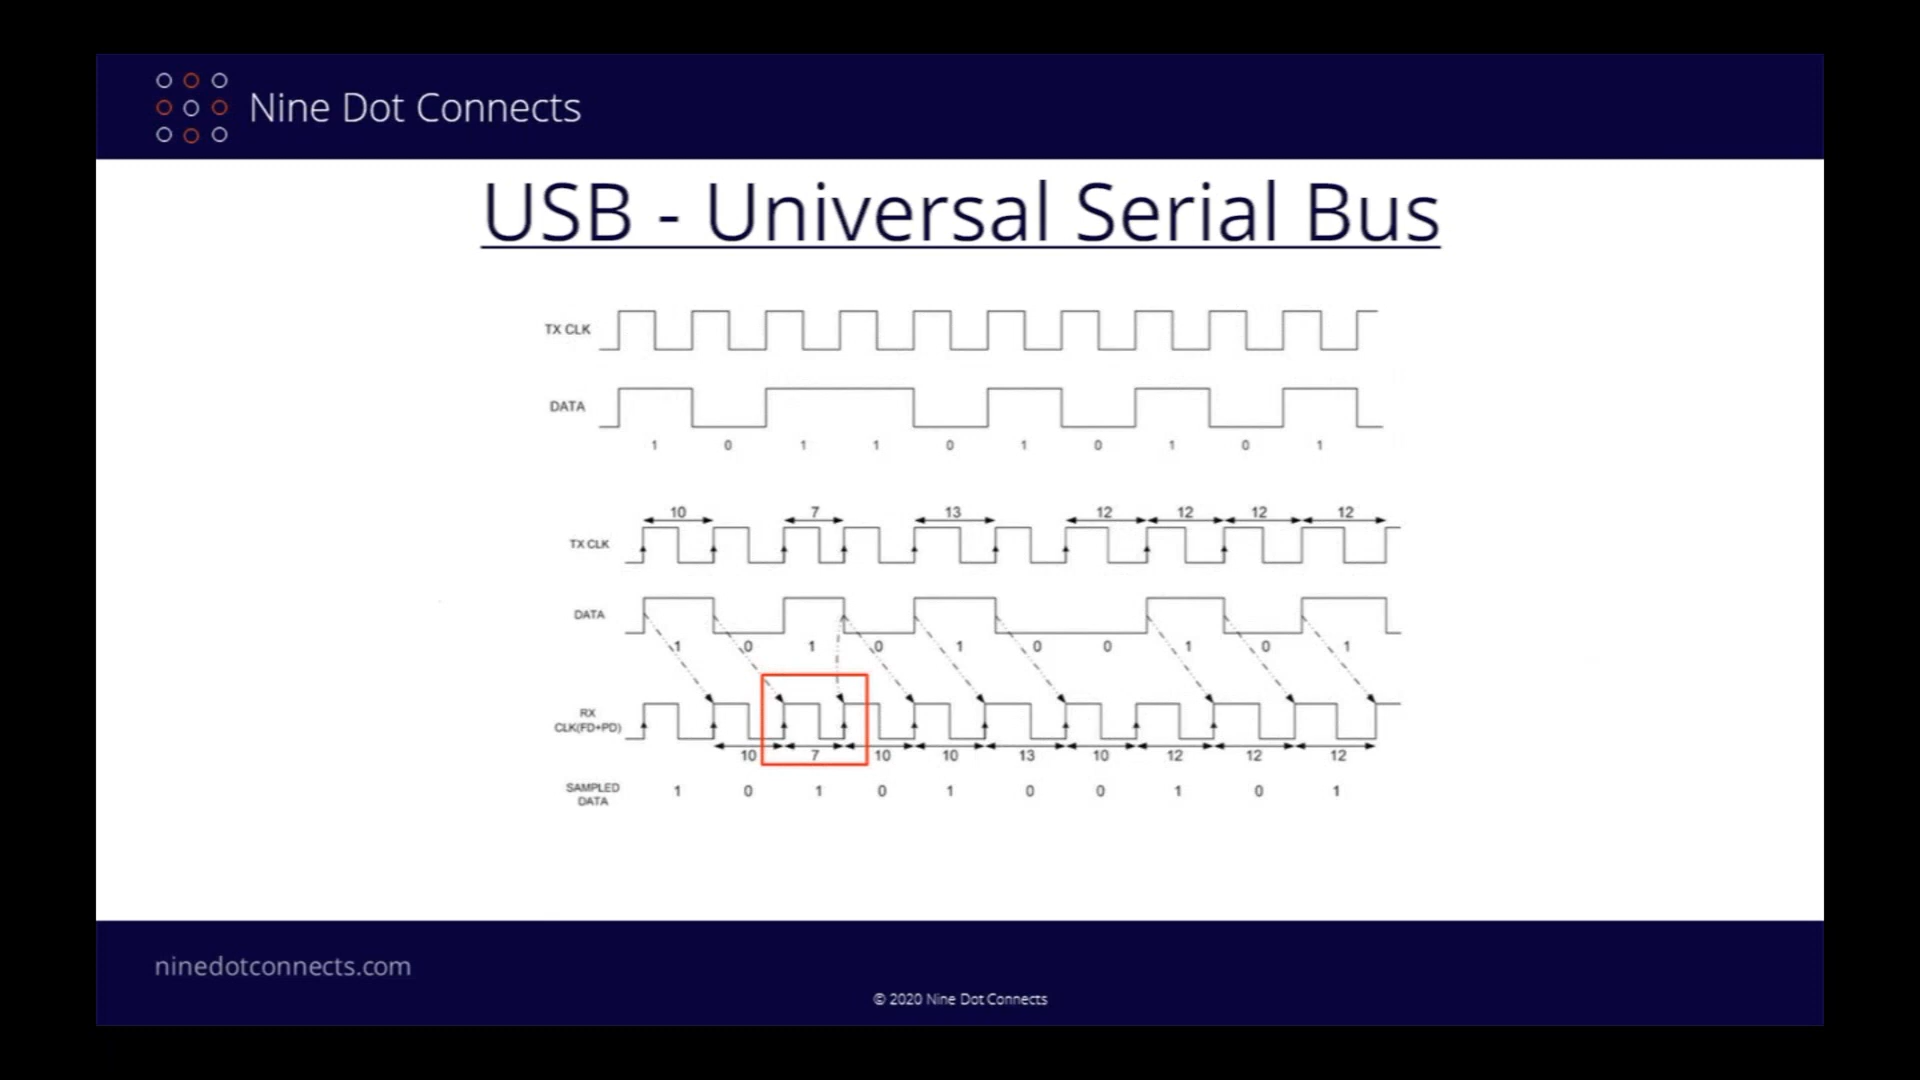 Nine Dot Connects
USB - Universal Serial Bus
TX CLK
DATA
1 0 1 1 0 1 0 1 0 1
10 7 13 12 12 12 12
TX CLK
DATA
1 0 1 0 1 0 0 1 0 1
RX
CLK(FD+PD)
10 7 10 10 13 10 12 12 12
SAMPLED
DATA
1 0 1 0 1 0 0 1 0 1
ninedotconnects.com
© 2020 Nine Dot Connects